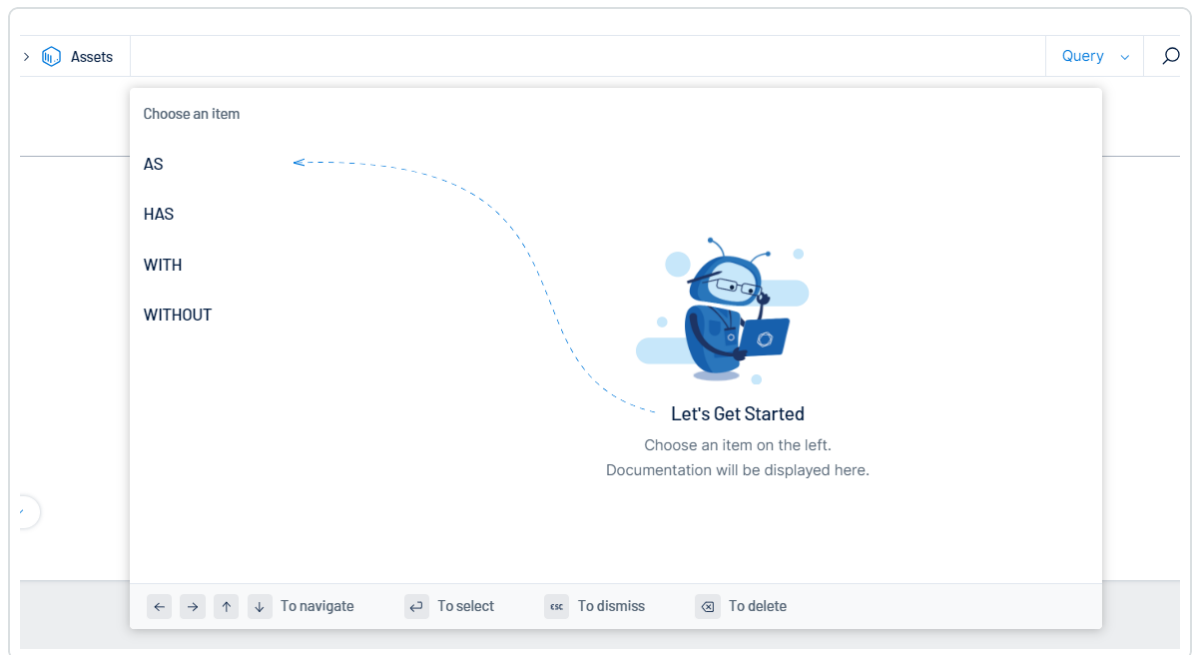 Assets
Query
Choose an item
AS
HAS
WITH
WITHOUT
Let's Get Started
Choose an item on the left.
Documentation will be displayed here.
To navigate
To select
ESC To dismiss
To delete